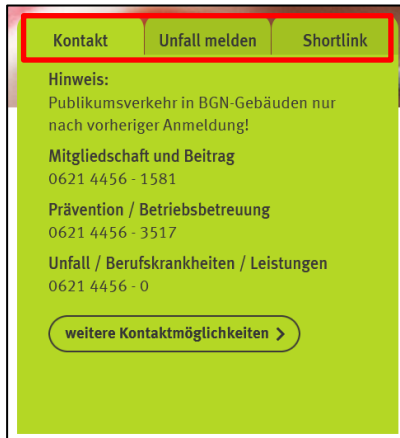 Kontakt Unfall melden Shortlink
Hinweis:
Publikumsverkehr in BGN-Gebäuden nur
nach vorheriger Anmeldung!
Mitgliedschaft und Beitrag
0621 4456 - 1581
Prävention / Betriebsbetreuung
0621 4456 - 3517
Unfall / Berufskrankheiten / Leistungen
0621 4456 - 0
weitere Kontaktmöglichkeiten